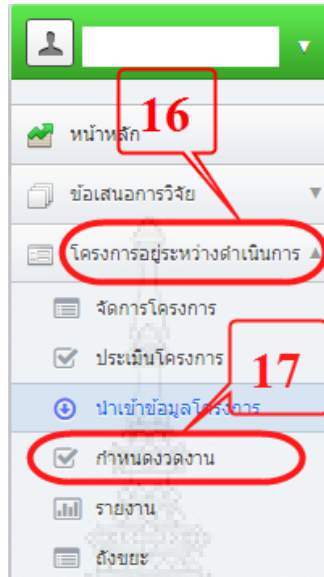 16
หน้าหลัก
ข้อเสนอการวิจัย
โครงการอยู่ระหว่างดำเนินการ
จัดการโครงการ
ประเมินโครงการ
17
นำเข้าข้อมูลโครงการ
กำหนดงวดงาน
รายงาน
ถังขยะ